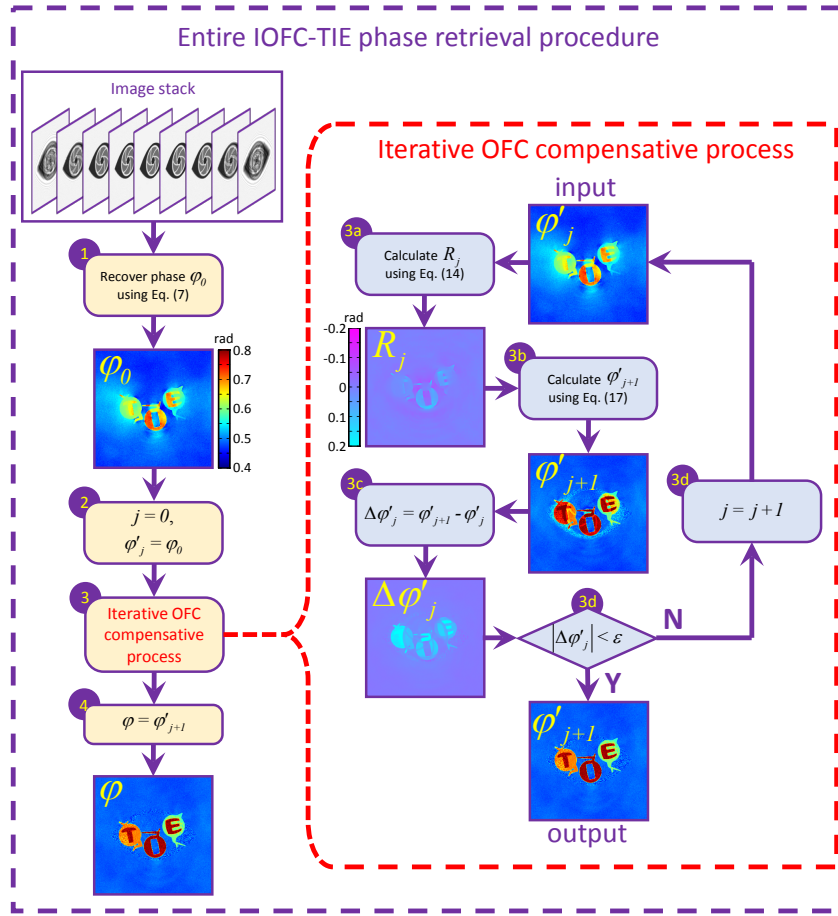 Entire IOFC-TIE phase retrieval procedure
Image stack
1
Recover phase φ₀
using Eq. (7)
rad
φ₀
0.8
0.7
0.6
0.5
0.4
2
j = 0,
φ′ⱼ = φ₀
3
Iterative OFC
compensative
process
4
φ = φ′ⱼ₊₁
φ
Iterative OFC compensative process
input
φ′ⱼ
3a
Calculate Rⱼ
using Eq. (14)
rad
-0.2
-0.1
0
0.1
0.2
Rⱼ
3b
Calculate φ′ⱼ₊₁
using Eq. (17)
φ′ⱼ₊₁
3c
Δφ′ⱼ = φ′ⱼ₊₁ - φ′ⱼ
Δφ′ⱼ
3d
|Δφ′ⱼ| < ε
N
3d
j = j+1
Y
φ′ⱼ₊₁
output